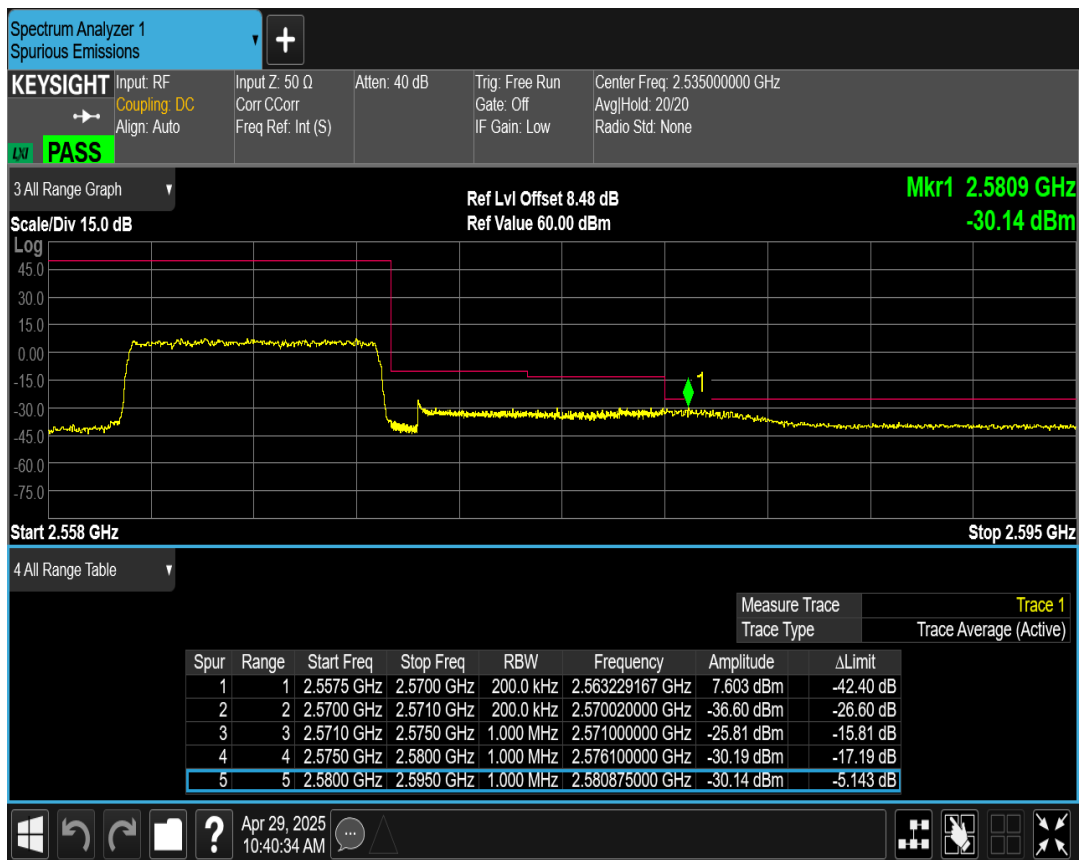 Spectrum Analyzer 1
Spurious Emissions
+
KEYSIGHT
Input: RF
Coupling: DC
Align: Auto
Input Z: 50 Ω
Corr CCorr
Freq Ref: Int (S)
Atten: 40 dB
Trig: Free Run
Gate: Off
IF Gain: Low
Center Freq: 2.535000000 GHz
Avg|Hold: 20/20
Radio Std: None
LXI PASS
3 All Range Graph
Scale/Div 15.0 dB
Ref Lvl Offset 8.48 dB
Ref Value 60.00 dBm
Mkr1 2.5809 GHz
-30.14 dBm
Log
45.0
30.0
15.0
0.00
-15.0
-30.0
-45.0
-60.0
-75.0
1
Start 2.558 GHz
Stop 2.595 GHz
4 All Range Table
Measure Trace Trace 1
Trace Type Trace Average (Active)
Spur Range Start Freq Stop Freq RBW Frequency Amplitude ΔLimit
1 1 2.5575 GHz 2.5700 GHz 200.0 kHz 2.563229167 GHz 7.603 dBm -42.40 dB
2 2 2.5700 GHz 2.5710 GHz 200.0 kHz 2.570020000 GHz -36.60 dBm -26.60 dB
3 3 2.5710 GHz 2.5750 GHz 1.000 MHz 2.571000000 GHz -25.81 dBm -15.81 dB
4 4 2.5750 GHz 2.5800 GHz 1.000 MHz 2.576100000 GHz -30.19 dBm -17.19 dB
5 5 2.5800 GHz 2.5950 GHz 1.000 MHz 2.580875000 GHz -30.14 dBm -5.143 dB
?
Apr 29, 2025
10:40:34 AM